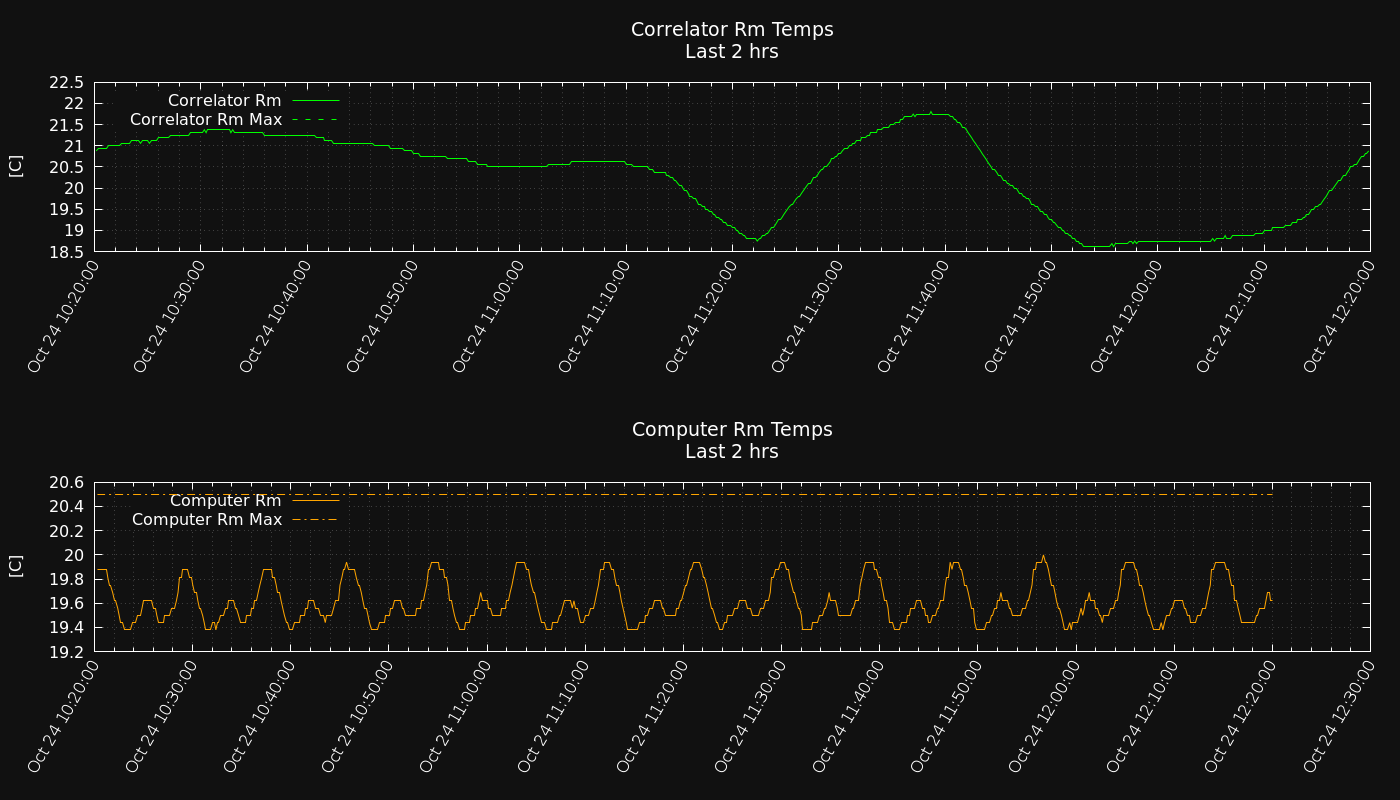 Correlator Rm Temps
Last 2 hrs
Correlator Rm
Correlator Rm Max
[C]
22.5
22
21.5
21
20.5
20
19.5
19
18.5
Oct 24 10:20:00
Oct 24 10:30:00
Oct 24 10:40:00
Oct 24 10:50:00
Oct 24 11:00:00
Oct 24 11:10:00
Oct 24 11:20:00
Oct 24 11:30:00
Oct 24 11:40:00
Oct 24 11:50:00
Oct 24 12:00:00
Oct 24 12:10:00
Oct 24 12:20:00
Computer Rm Temps
Last 2 hrs
Computer Rm
Computer Rm Max
[C]
20.6
20.4
20.2
20
19.8
19.6
19.4
19.2
Oct 24 10:20:00
Oct 24 10:30:00
Oct 24 10:40:00
Oct 24 10:50:00
Oct 24 11:00:00
Oct 24 11:10:00
Oct 24 11:20:00
Oct 24 11:30:00
Oct 24 11:40:00
Oct 24 11:50:00
Oct 24 12:00:00
Oct 24 12:10:00
Oct 24 12:20:00
Oct 24 12:30:00